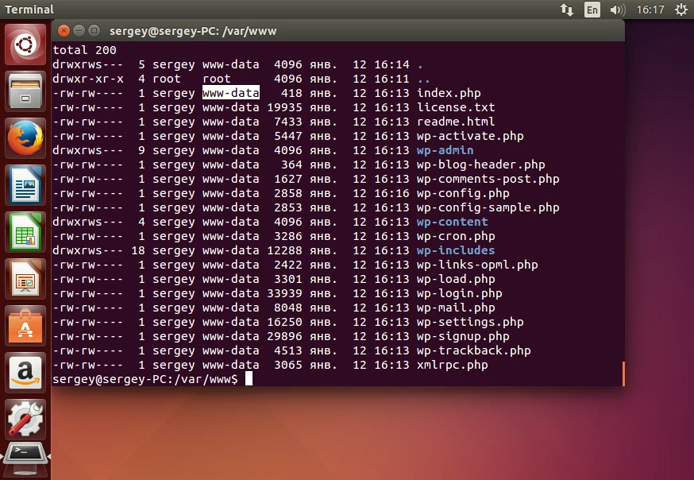 Terminal
En
16:17
sergey@sergey-PC: /var/www
total 200
drwxrws--- 5 sergey www-data 4096 янв. 12 16:14 .
drwxr-xr-x 4 root root 4096 янв. 12 16:11 ..
-rw-rw---- 1 sergey www-data 418 янв. 12 16:13 index.php
-rw-rw---- 1 sergey www-data 19935 янв. 12 16:13 license.txt
-rw-rw---- 1 sergey www-data 7433 янв. 12 16:13 readme.html
-rw-rw---- 1 sergey www-data 5447 янв. 12 16:13 wp-activate.php
drwxrws--- 9 sergey www-data 4096 янв. 12 16:13 wp-admin
-rw-rw---- 1 sergey www-data 364 янв. 12 16:13 wp-blog-header.php
-rw-rw---- 1 sergey www-data 1627 янв. 12 16:13 wp-comments-post.php
-rw-rw---- 1 sergey www-data 2858 янв. 12 16:16 wp-config.php
-rw-rw---- 1 sergey www-data 2853 янв. 12 16:13 wp-config-sample.php
drwxrws--- 4 sergey www-data 4096 янв. 12 16:13 wp-content
-rw-rw---- 1 sergey www-data 3286 янв. 12 16:13 wp-cron.php
drwxrws--- 18 sergey www-data 12288 янв. 12 16:13 wp-includes
-rw-rw---- 1 sergey www-data 2422 янв. 12 16:13 wp-links-opml.php
-rw-rw---- 1 sergey www-data 3301 янв. 12 16:13 wp-load.php
-rw-rw---- 1 sergey www-data 33939 янв. 12 16:13 wp-login.php
-rw-rw---- 1 sergey www-data 8048 янв. 12 16:13 wp-mail.php
-rw-rw---- 1 sergey www-data 16250 янв. 12 16:13 wp-settings.php
-rw-rw---- 1 sergey www-data 29896 янв. 12 16:13 wp-signup.php
-rw-rw---- 1 sergey www-data 4513 янв. 12 16:13 wp-trackback.php
-rw-rw---- 1 sergey www-data 3065 янв. 12 16:13 xmlrpc.php
sergey@sergey-PC:/var/www$